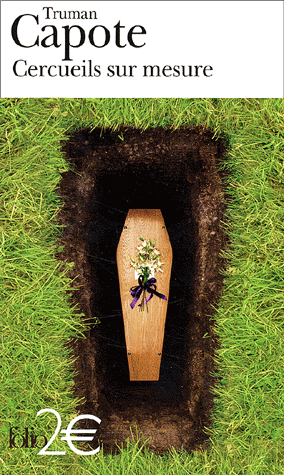 Truman
Capote
Cercueils sur mesure
folio 2€